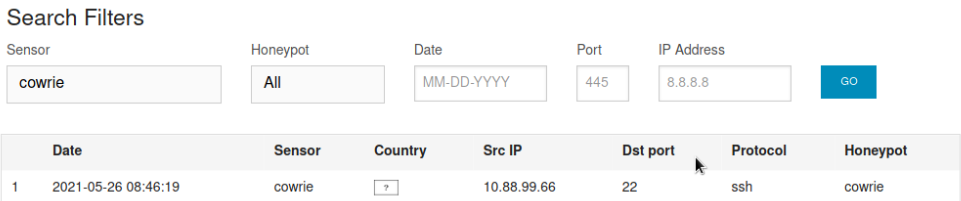 Search Filters
Sensor Honeypot Date Port IP Address
cowrie All MM-DD-YYYY 445 8.8.8.8 GO
Date Sensor Country Src IP Dst port Protocol Honeypot
1 2021-05-26 08:46:19 cowrie ? 10.88.99.66 22 ssh cowrie